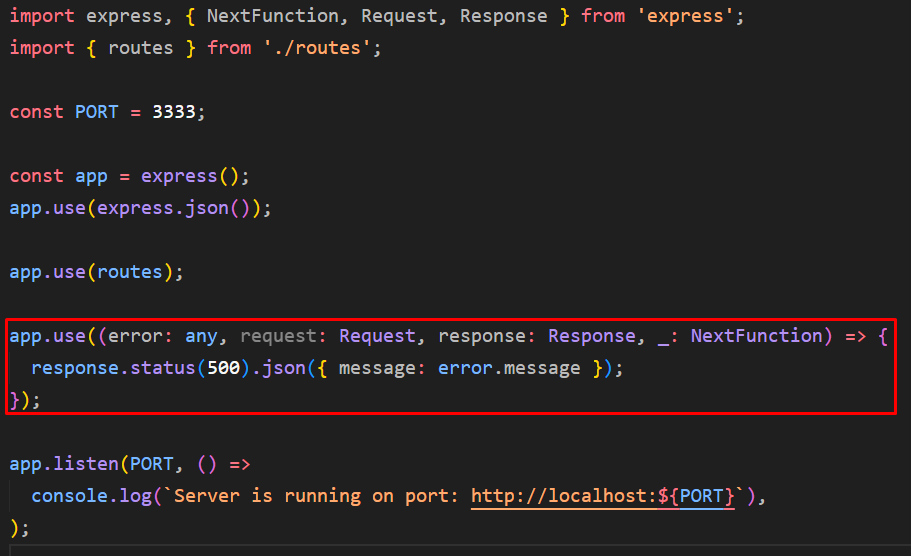 import express, { NextFunction, Request, Response } from 'express';
import { routes } from './routes';
const PORT = 3333;
const app = express();
app.use(express.json());
app.use(routes);
app.use((error: any, request: Request, response: Response, _: NextFunction) => {
response.status(500).json({ message: error.message });
});
app.listen(PORT, () =>
console.log(`Server is running on port: http://localhost:${PORT}`),
);